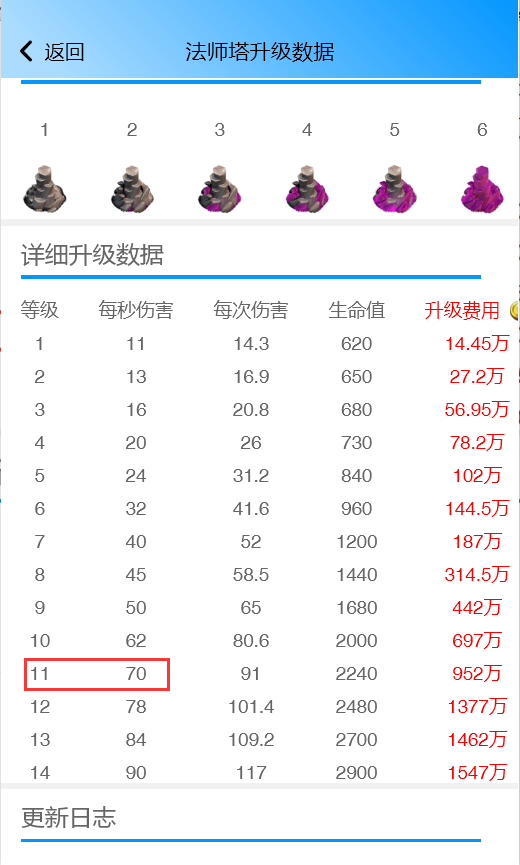 返回 法师塔升级数据
1 2 3 4 5 6
详细升级数据
等级 每秒伤害 每次伤害 生命值 升级费用
1 11 14.3 620 14.45万
2 13 16.9 650 27.2万
3 16 20.8 680 56.95万
4 20 26 730 78.2万
5 24 31.2 840 102万
6 32 41.6 960 144.5万
7 40 52 1200 187万
8 45 58.5 1440 314.5万
9 50 65 1680 442万
10 62 80.6 2000 697万
11 70 91 2240 952万
12 78 101.4 2480 1377万
13 84 109.2 2700 1462万
14 90 117 2900 1547万
更新日志